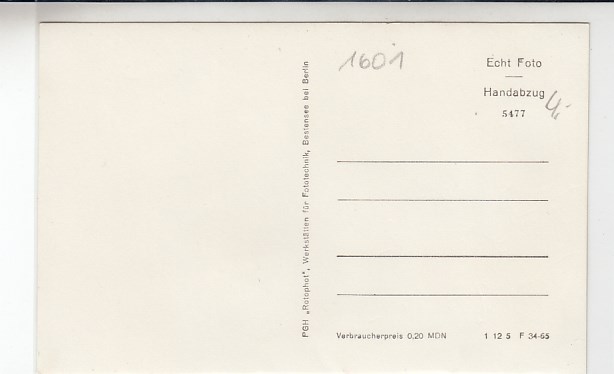 1601
Echt Foto
Handabzug
5477
4,-
PGH „Rotophot", Werkstätten für Fototechnik, Bestensee bei Berlin
Verbraucherpreis 0,20 MDN
1 12 5 F 34-65